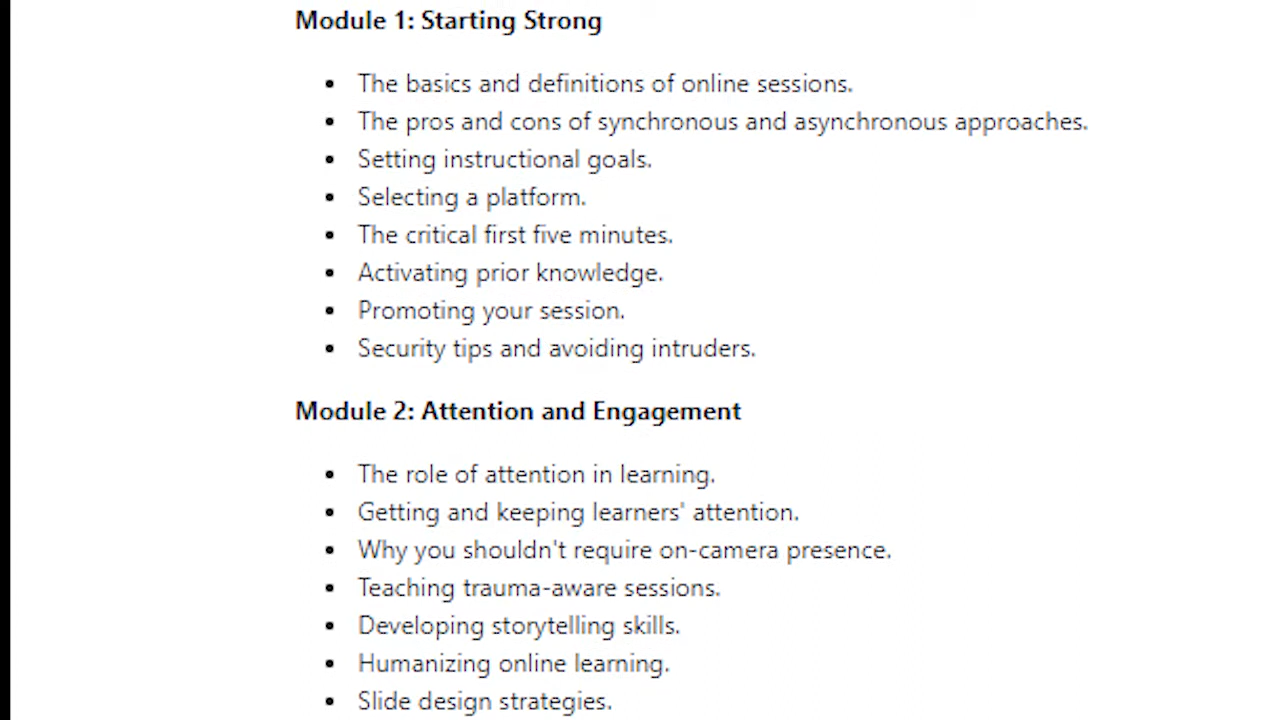 Module 1: Starting Strong
• The basics and definitions of online sessions.
• The pros and cons of synchronous and asynchronous approaches.
• Setting instructional goals.
• Selecting a platform.
• The critical first five minutes.
• Activating prior knowledge.
• Promoting your session.
• Security tips and avoiding intruders.
Module 2: Attention and Engagement
• The role of attention in learning.
• Getting and keeping learners' attention.
• Why you shouldn't require on-camera presence.
• Teaching trauma-aware sessions.
• Developing storytelling skills.
• Humanizing online learning.
• Slide design strategies.